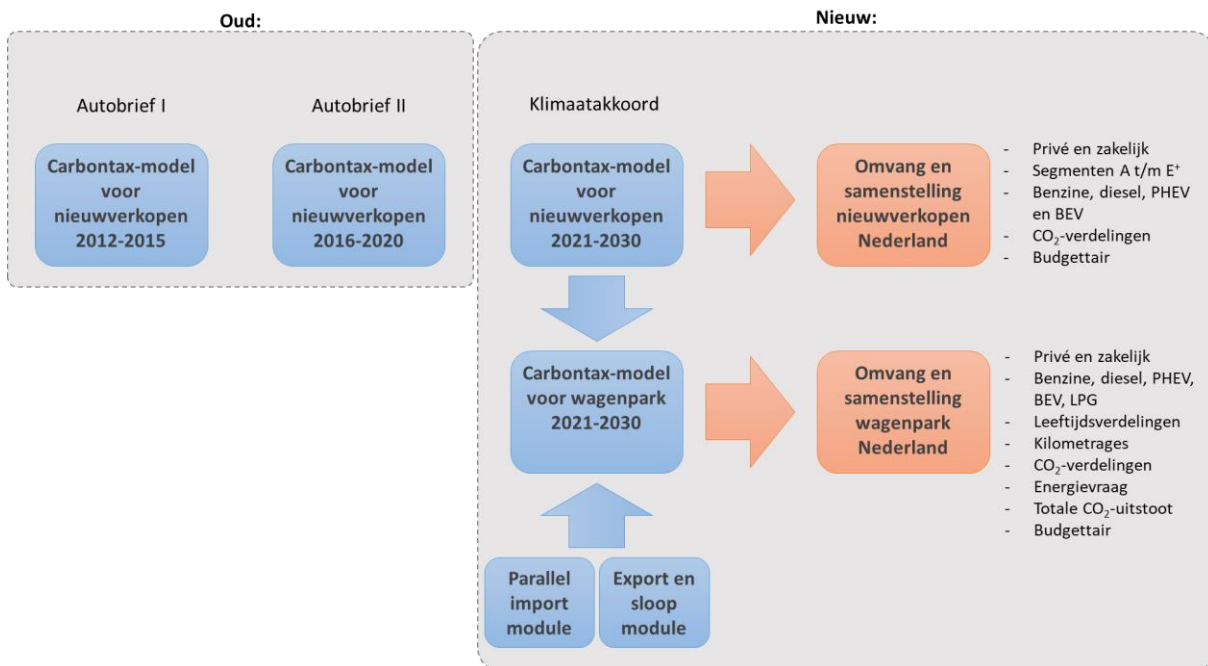 Oud:
Nieuw:
Autobrief I
Autobrief II
Klimaatakkoord
Carbontax-model
voor
nieuwverkopen
2012-2015
Carbontax-model
voor
nieuwverkopen
2016-2020
Carbontax-model
voor
nieuwverkopen
2021-2030
Omvang en
samenstelling
nieuwverkopen
Nederland
- Privé en zakelijk
- Segmenten A t/m E⁺
- Benzine, diesel, PHEV
en BEV
- CO₂-verdelingen
- Budgettair
Carbontax-model
voor wagenpark
2021-2030
Omvang en
samenstelling
wagenpark
Nederland
- Privé en zakelijk
- Benzine, diesel, PHEV,
BEV, LPG
- Leeftijdsverdelingen
- Kilometrages
- CO₂-verdelingen
- Energievraag
- Totale CO₂-uitstoot
- Budgettair
Parallel
import
module
Export en
sloop
module